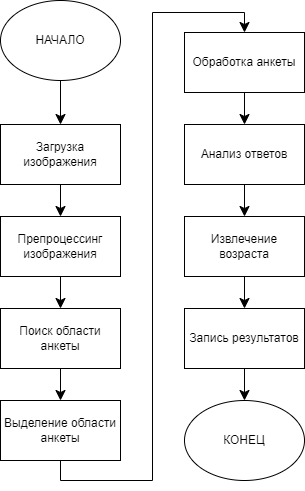 НАЧАЛО
Загрузка
изображения
Препроцессинг
изображения
Поиск области
анкеты
Выделение области
анкеты
Обработка анкеты
Анализ ответов
Извлечение
возраста
Запись результатов
КОНЕЦ